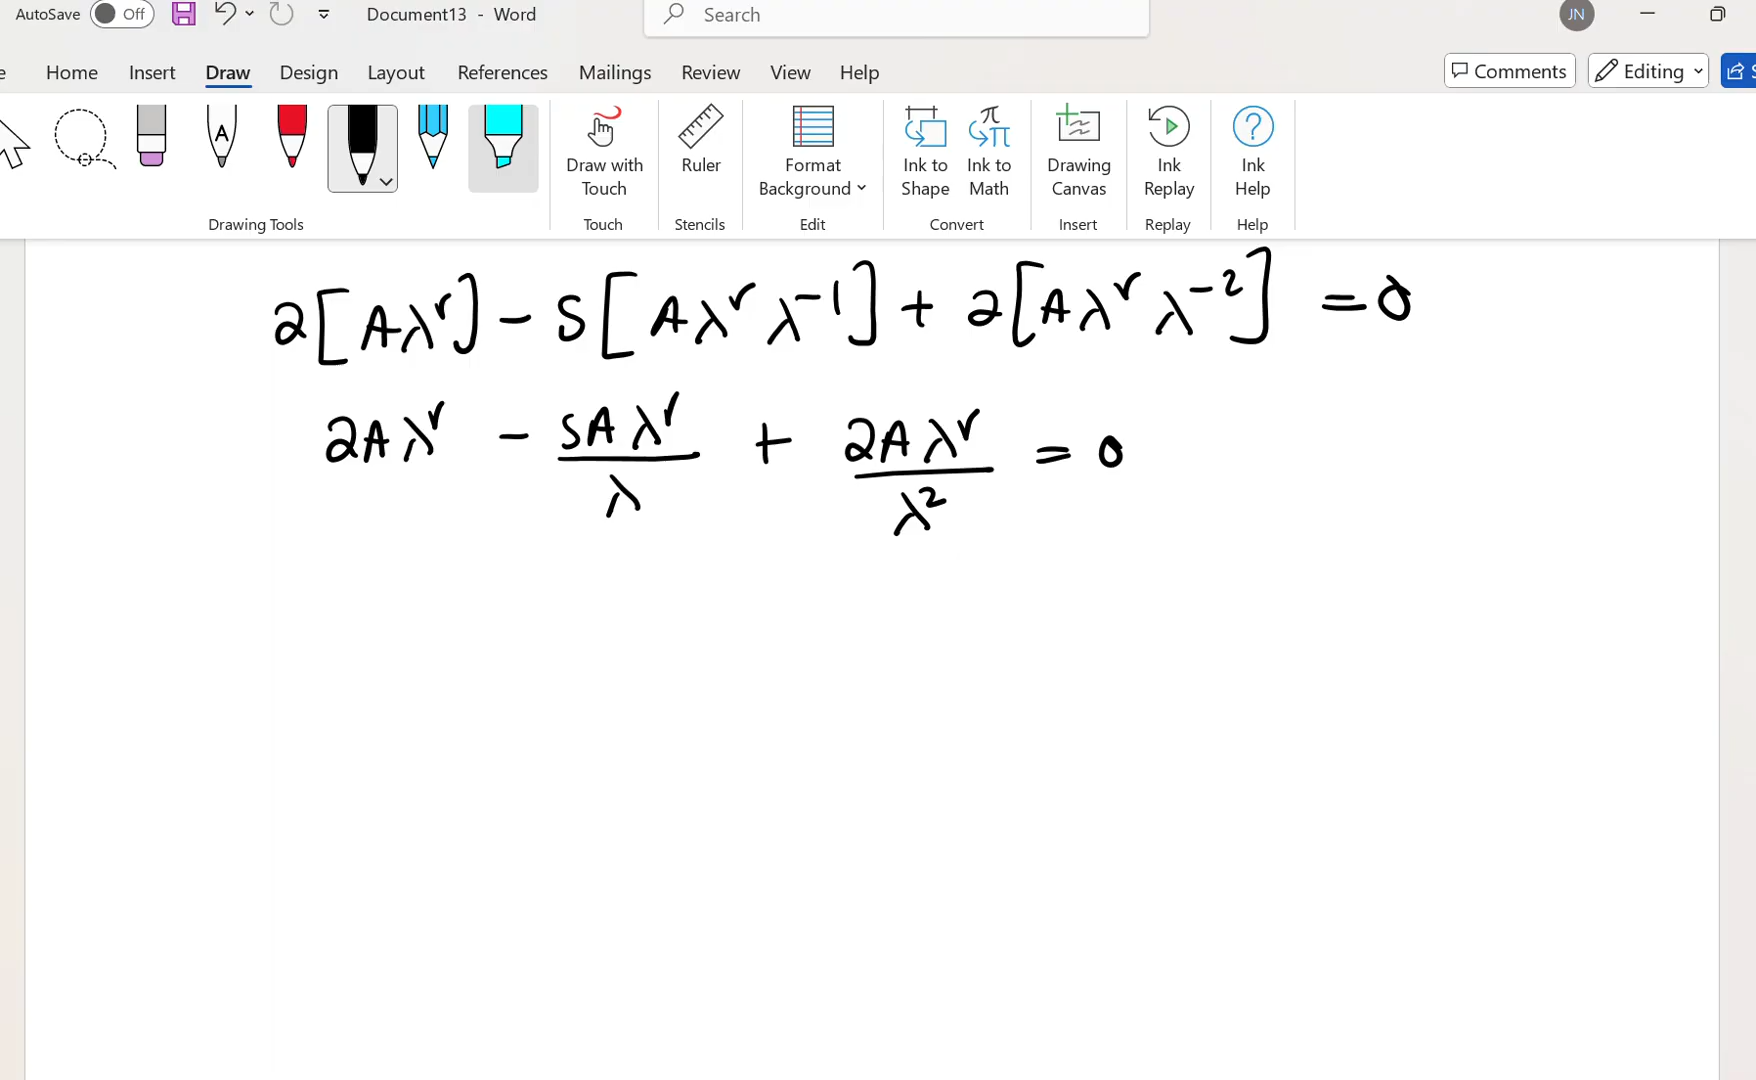 AutoSave Off Document13 - Word Search JN
e Home Insert Draw Design Layout References Mailings Review View Help Comments Editing S
A
Draw with Touch Ruler Format Background Ink to Shape Ink to Math Drawing Canvas Ink Replay Ink Help
Drawing Tools Touch Stencils Edit Convert Insert Replay Help
2[Aλ^r] - 5[Aλ^r λ^-1] + 2[Aλ^r λ^-2] = 0
2Aλ^r - 5Aλ^r/λ + 2Aλ^r/λ^2 = 0